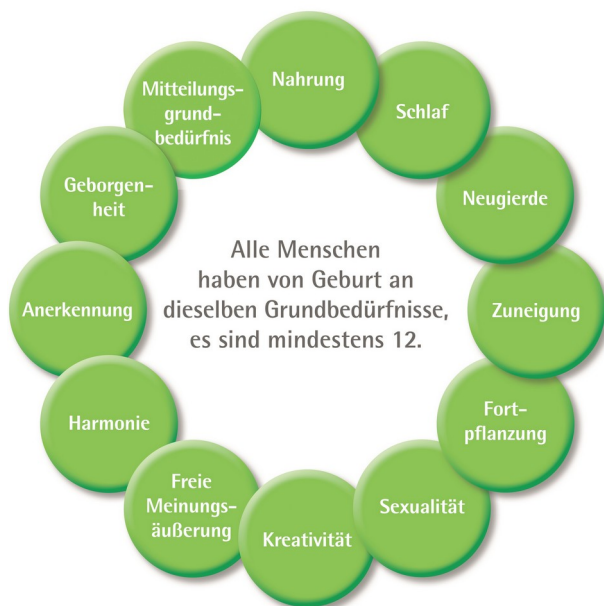 Nahrung
Schlaf
Neugierde
Zuneigung
Fort-
pflanzung
Sexualität
Kreativität
Freie
Meinungs-
äußerung
Harmonie
Anerkennung
Geborgen-
heit
Mitteilungs-
grund-
bedürfnis
Alle Menschen
haben von Geburt an
dieselben Grundbedürfnisse,
es sind mindestens 12.